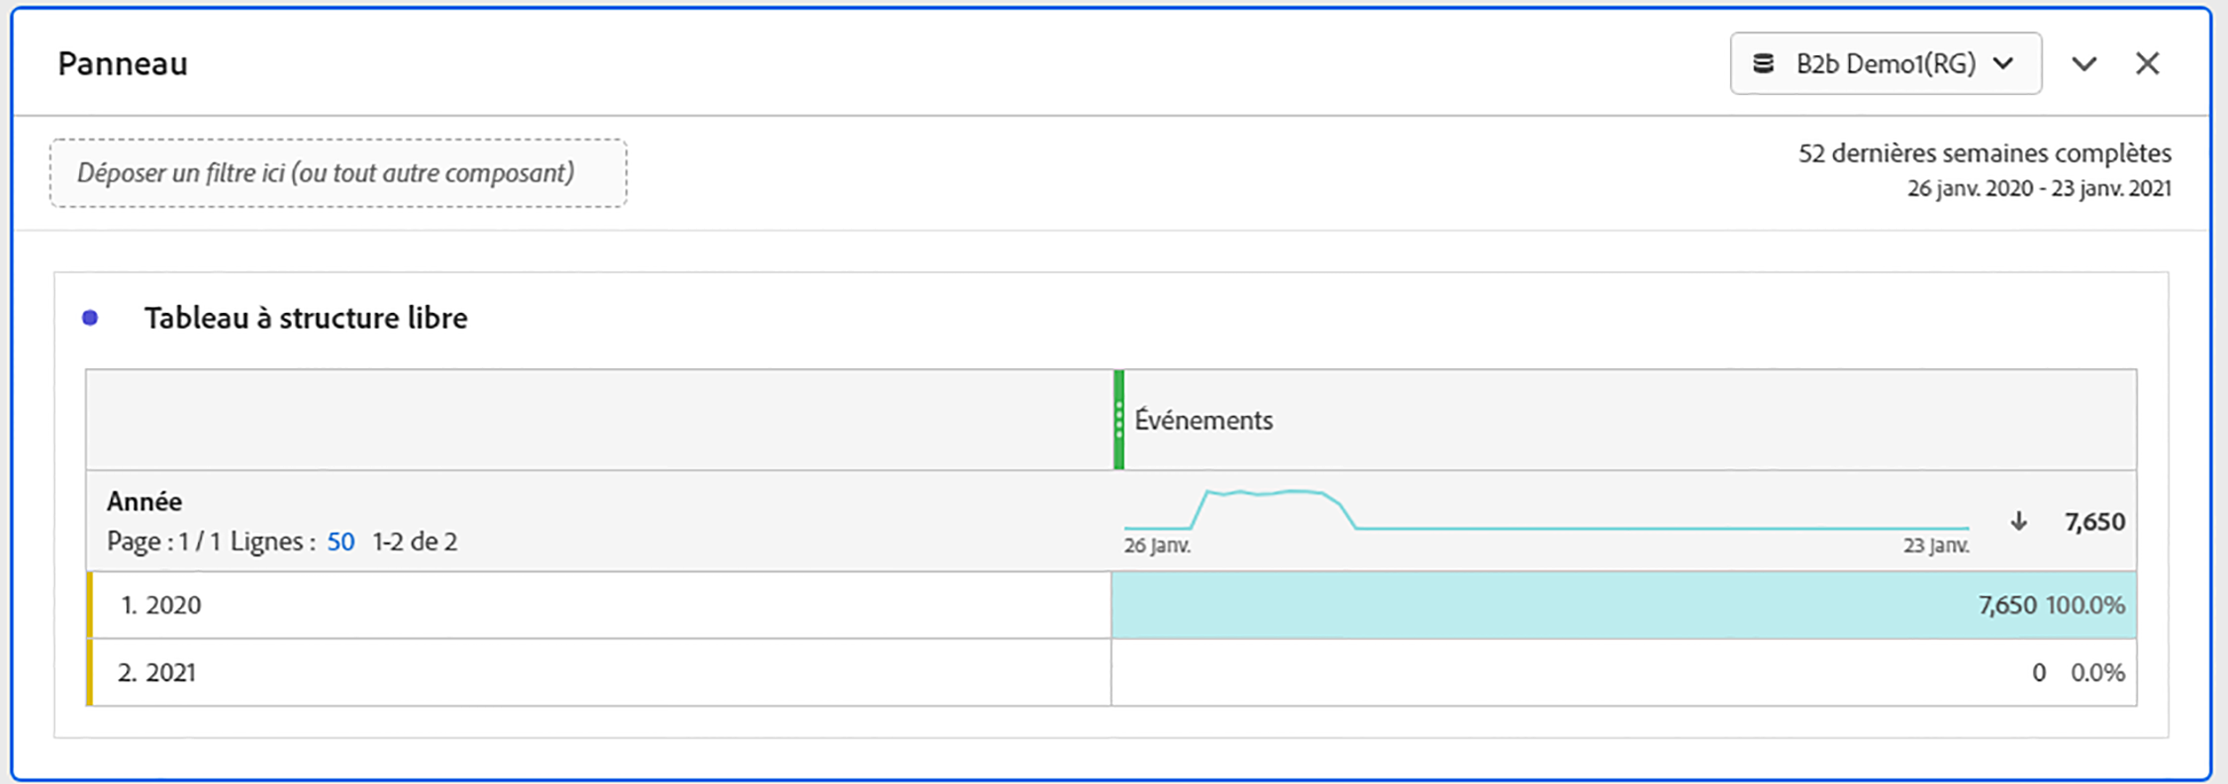 Panneau
B2b Demo1(RG)
Déposer un filtre ici (ou tout autre composant)
52 dernières semaines complètes
26 janv. 2020 - 23 janv. 2021
Tableau à structure libre
Événements
Année
Page : 1 / 1 Lignes : 50 1-2 de 2
26 Janv.
23 Janv.
7,650
1. 2020
7,650 100.0%
2. 2021
0 0.0%